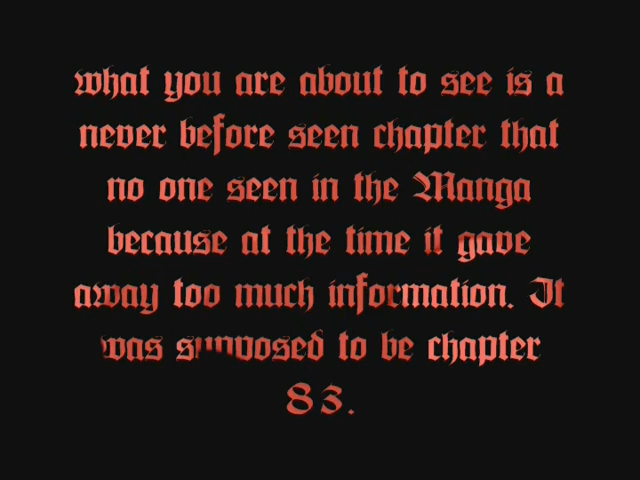 what you are about to see is a
never before seen chapter that
no one seen in the Manga
because at the time it gave
away too much information. It
was supposed to be chapter
83.